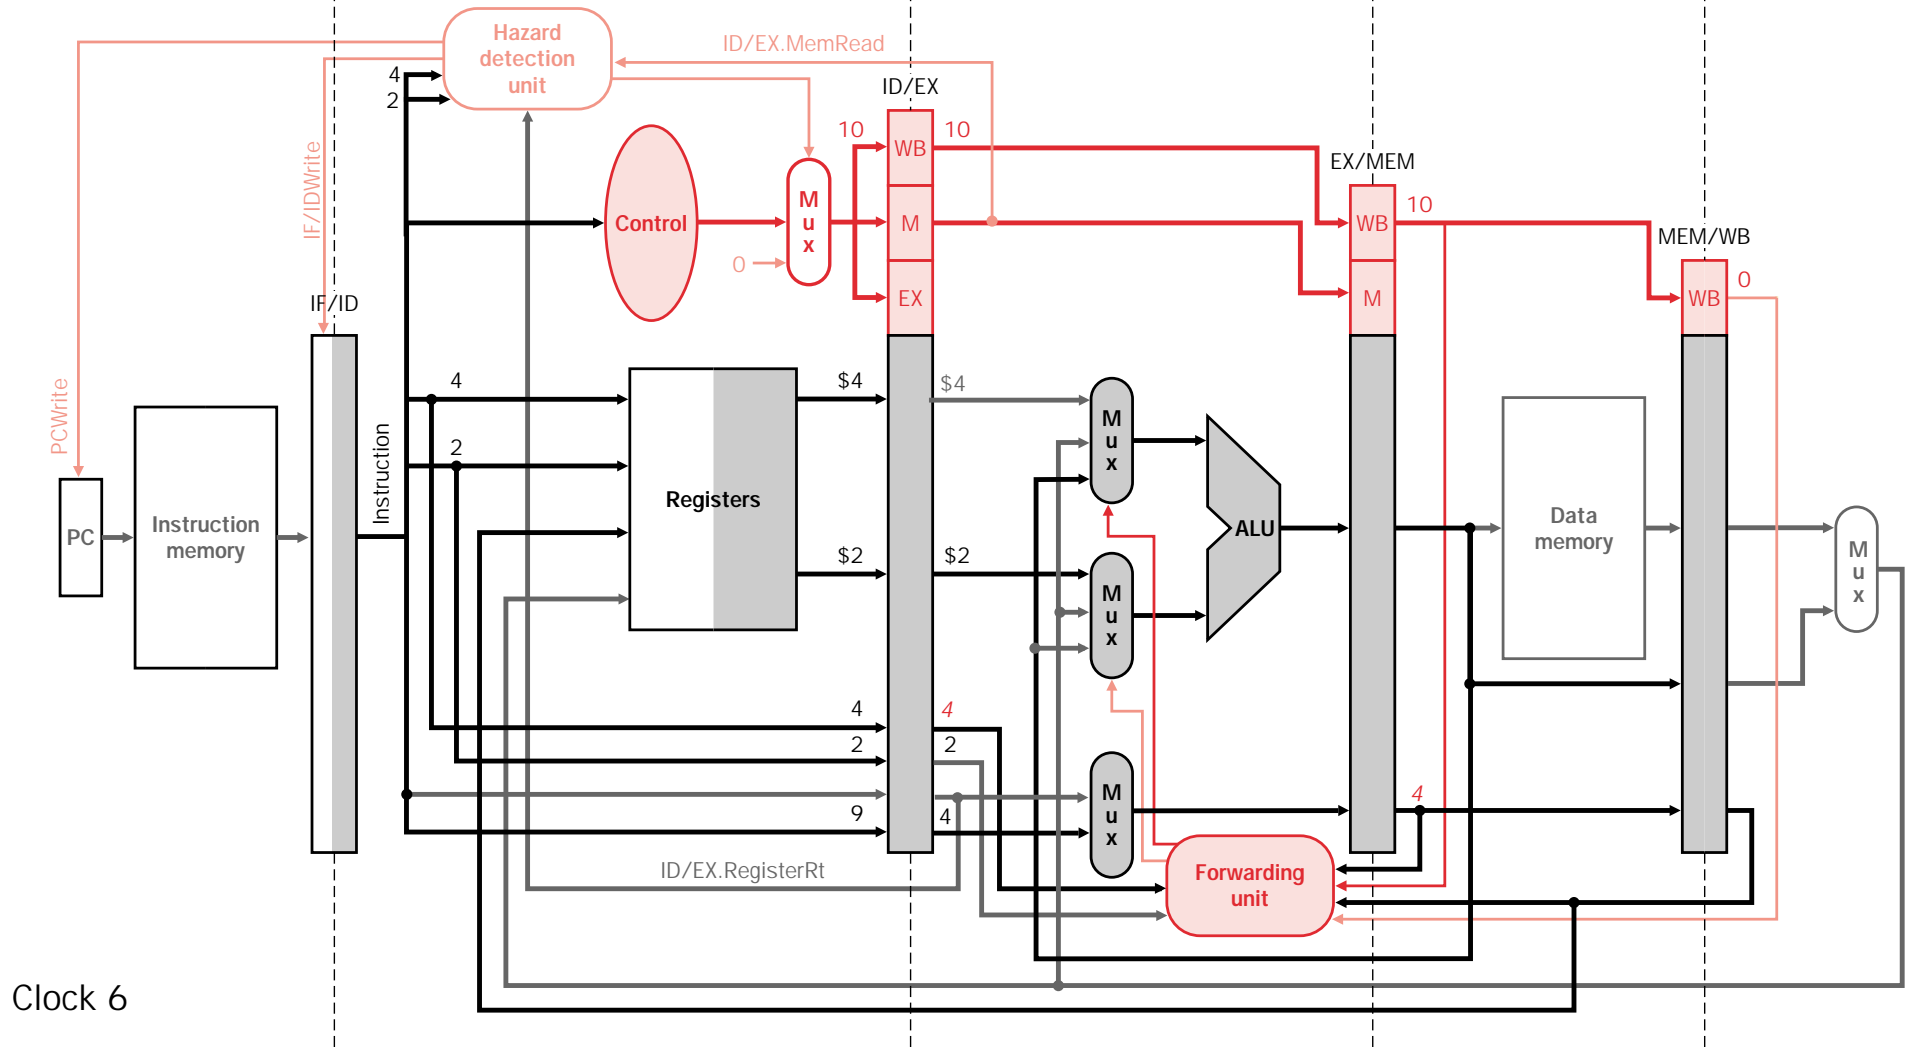 Hazard
detection
unit
ID/EX.MemRead
4
2
ID/EX
10
WB
10
IF/IDWrite
Control
M
u
x
M
0
EX
EX/MEM
10
WB
M
MEM/WB
0
WB
IF/ID
PCWrite
Instruction
4
$4
$4
M
u
x
2
Registers
PC
Instruction
memory
ALU
Data
memory
M
u
x
$2
$2
M
u
x
4
4
2
2
9
4
M
u
x
4
ID/EX.RegisterRt
Forwarding
unit
Clock 6